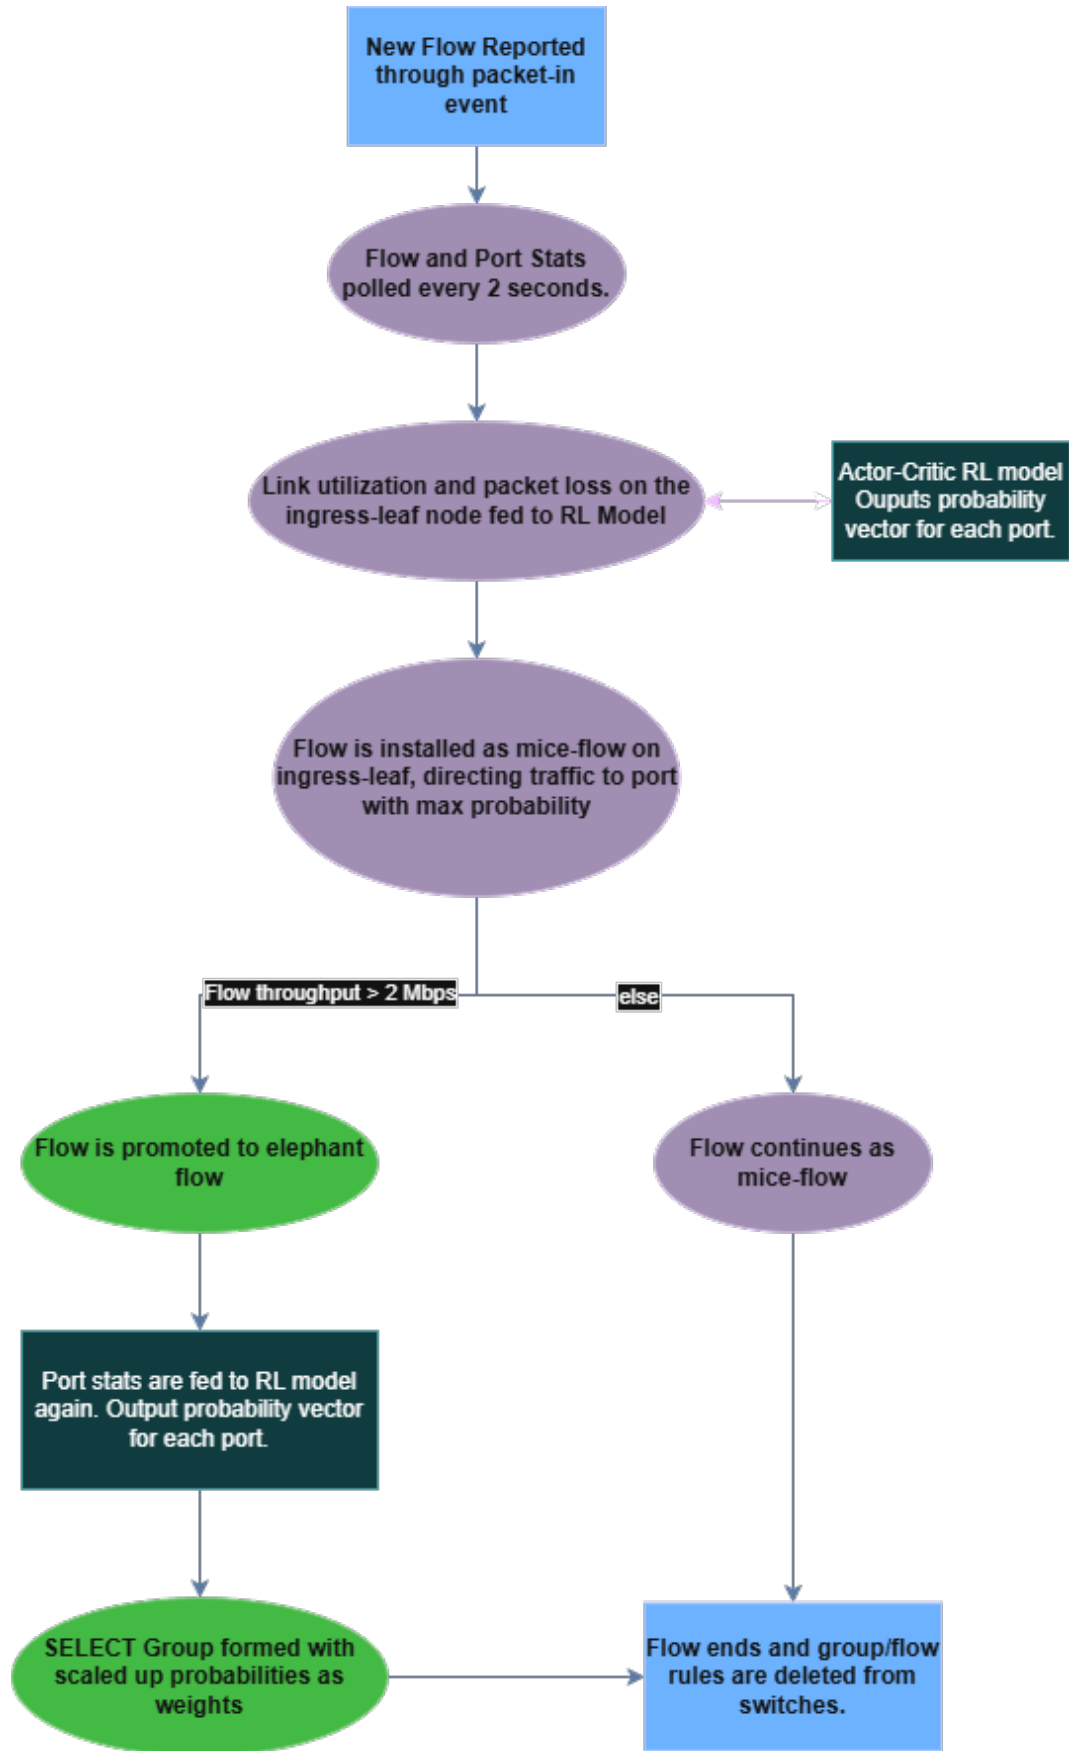 New Flow Reported
through packet-in
event
Flow and Port Stats
polled every 2 seconds.
Link utilization and packet loss on the
ingress-leaf node fed to RL Model
Actor-Critic RL model
Ouputs probability
vector for each port.
Flow is installed as mice-flow on
ingress-leaf, directing traffic to port
with max probability
Flow throughput > 2 Mbps
else
Flow is promoted to elephant
flow
Flow continues as
mice-flow
Port stats are fed to RL model
again. Output probability vector
for each port.
SELECT Group formed with
scaled up probabilities as
weights
Flow ends and group/flow
rules are deleted from
switches.